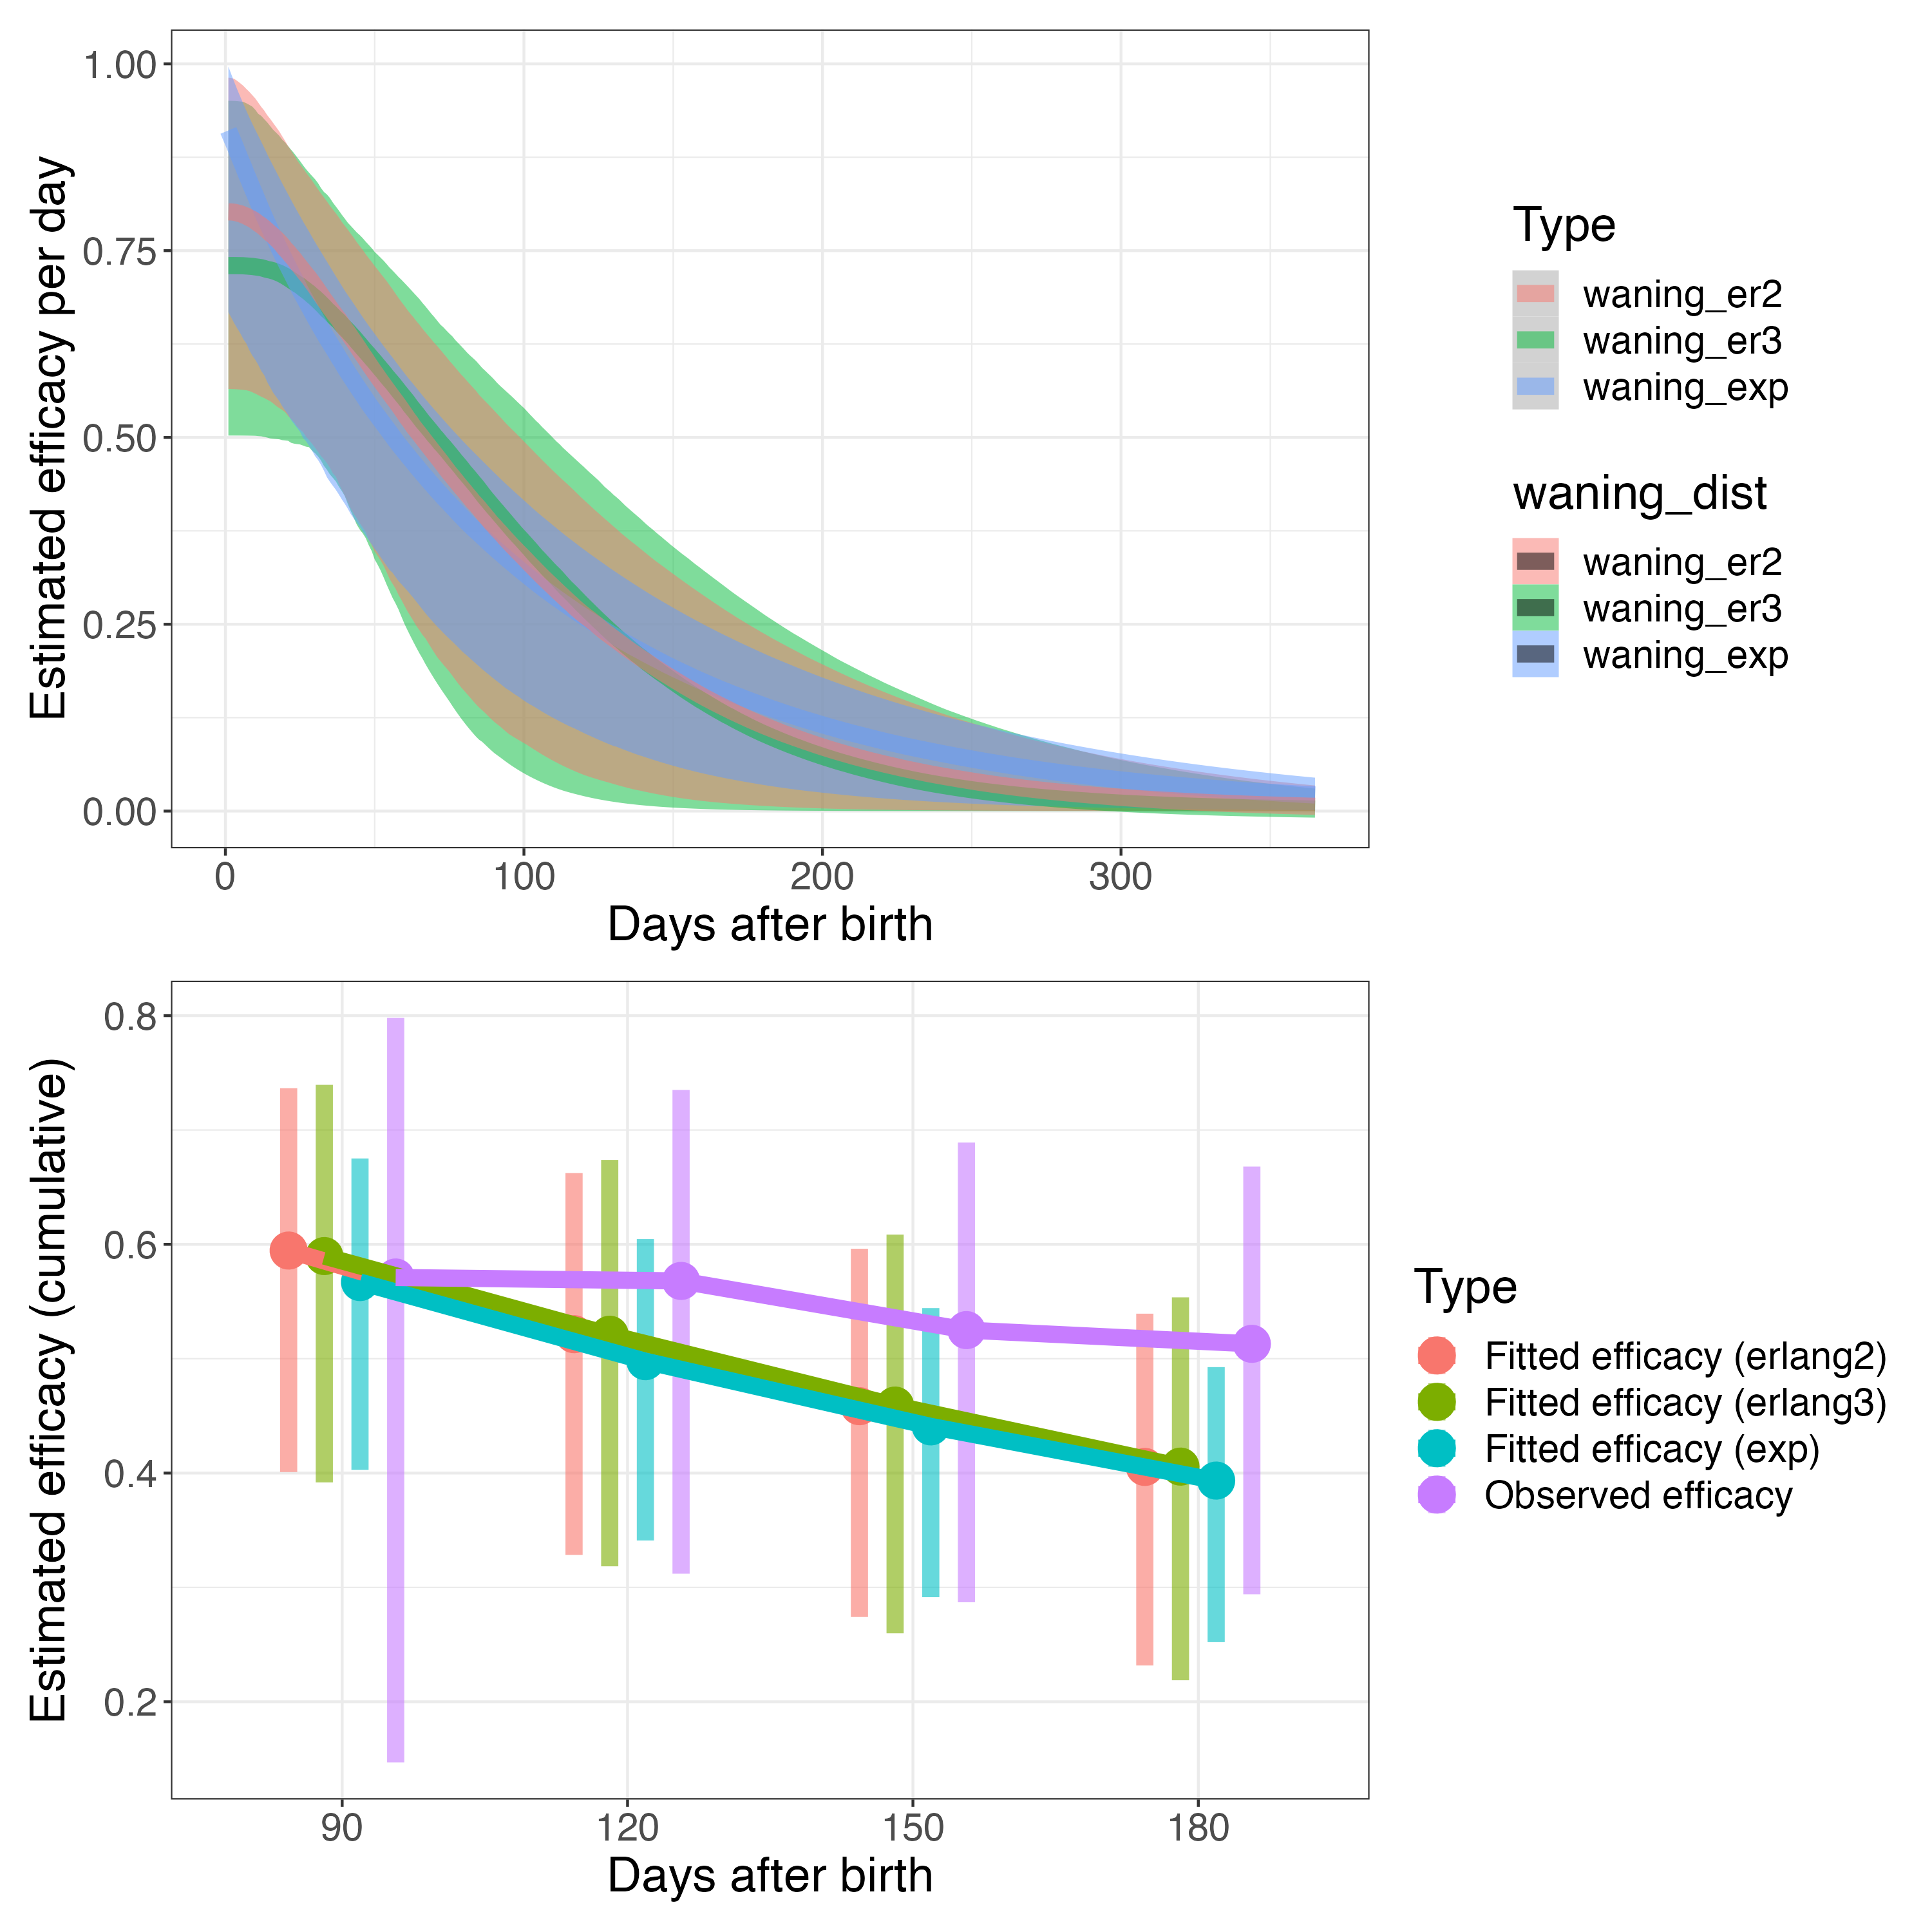 Estimated efficacy per day
1.00
0.75
0.50
0.25
0.00
0
100
200
300
Days after birth
Type
waning_er2
waning_er3
waning_exp
waning_dist
waning_er2
waning_er3
waning_exp
Estimated efficacy (cumulative)
0.8
0.6
0.4
0.2
90
120
150
180
Days after birth
Type
Fitted efficacy (erlang2)
Fitted efficacy (erlang3)
Fitted efficacy (exp)
Observed efficacy